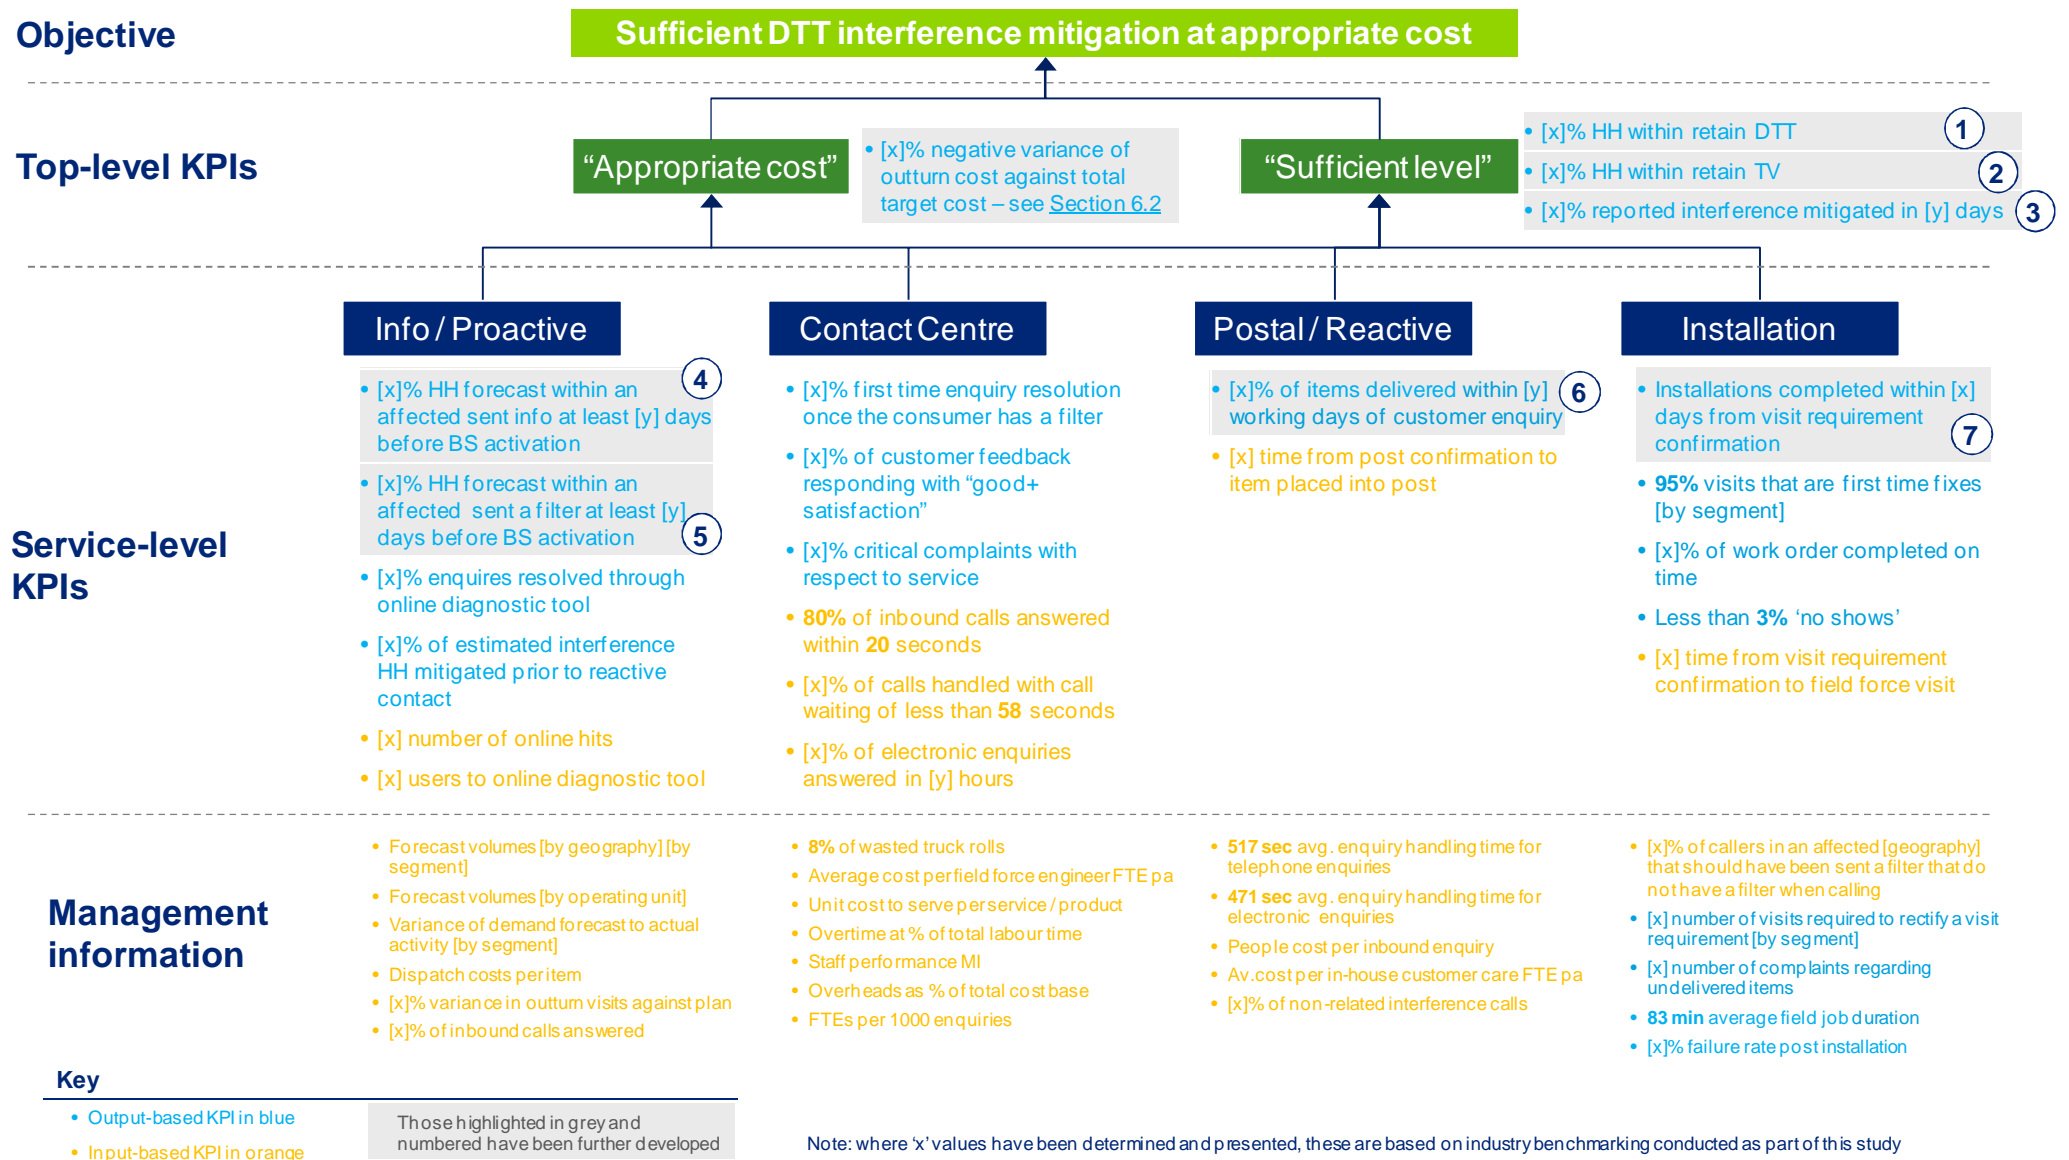 Objective
Sufficient DTT interference mitigation at appropriate cost
Top-level KPIs
“Appropriate cost”
• [x]% negative variance of
outturn cost against total
target cost – see Section 6.2
“Sufficient level”
• [x]% HH within retain DTT
1
• [x]% HH within retain TV
2
• [x]% reported interference mitigated in [y] days
3
Service-level
KPIs
Info / Proactive
• [x]% HH forecast within an
affected sent info at least [y] days
before BS activation
4
• [x]% HH forecast within an
affected sent a filter at least [y]
days before BS activation
5
• [x]% enquires resolved through
online diagnostic tool
• [x]% of estimated interference
HH mitigated prior to reactive
contact
• [x] number of online hits
• [x] users to online diagnostic tool
Contact Centre
• [x]% first time enquiry resolution
once the consumer has a filter
• [x]% of customer feedback
responding with “good+
satisfaction”
• [x]% critical complaints with
respect to service
• 80% of inbound calls answered
within 20 seconds
• [x]% of calls handled with call
waiting of less than 58 seconds
• [x]% of electronic enquiries
answered in [y] hours
Postal / Reactive
• [x]% of items delivered within [y]
working days of customer enquiry
6
• [x] time from post confirmation to
item placed into post
Installation
• Installations completed within [x]
days from visit requirement
confirmation
7
• 95% visits that are first time fixes
[by segment]
• [x]% of work order completed on
time
• Less than 3% ‘no shows’
• [x] time from visit requirement
confirmation to field force visit
Management
information
• Forecast volumes [by geography] [by
segment]
• Forecast volumes [by operating unit]
• Variance of demand forecast to actual
activity [by segment]
• Dispatch costs per item
• [x]% variance in outturn visits against plan
• [x]% of inbound calls answered
• 8% of wasted truck rolls
• Average cost per field force engineer FTE pa
• Unit cost to serve per service / product
• Overtime at % of total labour time
• Staff performance MI
• Overheads as % of total cost base
• FTEs per 1000 enquiries
• 517 sec avg. enquiry handling time for
telephone enquiries
• 471 sec avg. enquiry handling time for
electronic enquiries
• People cost per inbound enquiry
• Av.cost per in-house customer care FTE pa
• [x]% of non-related interference calls
• [x]% of callers in an affected [geography]
that should have been sent a filter that do
not have a filter when calling
• [x] number of visits required to rectify a visit
requirement [by segment]
• [x] number of complaints regarding
undelivered items
• 83 min average field job duration
• [x]% failure rate post installation
Key
• Output-based KPI in blue
• Input-based KPI in orange
Those highlighted in grey and
numbered have been further developed
Note: where ‘x’ values have been determined and presented, these are based on industry benchmarking conducted as part of this study